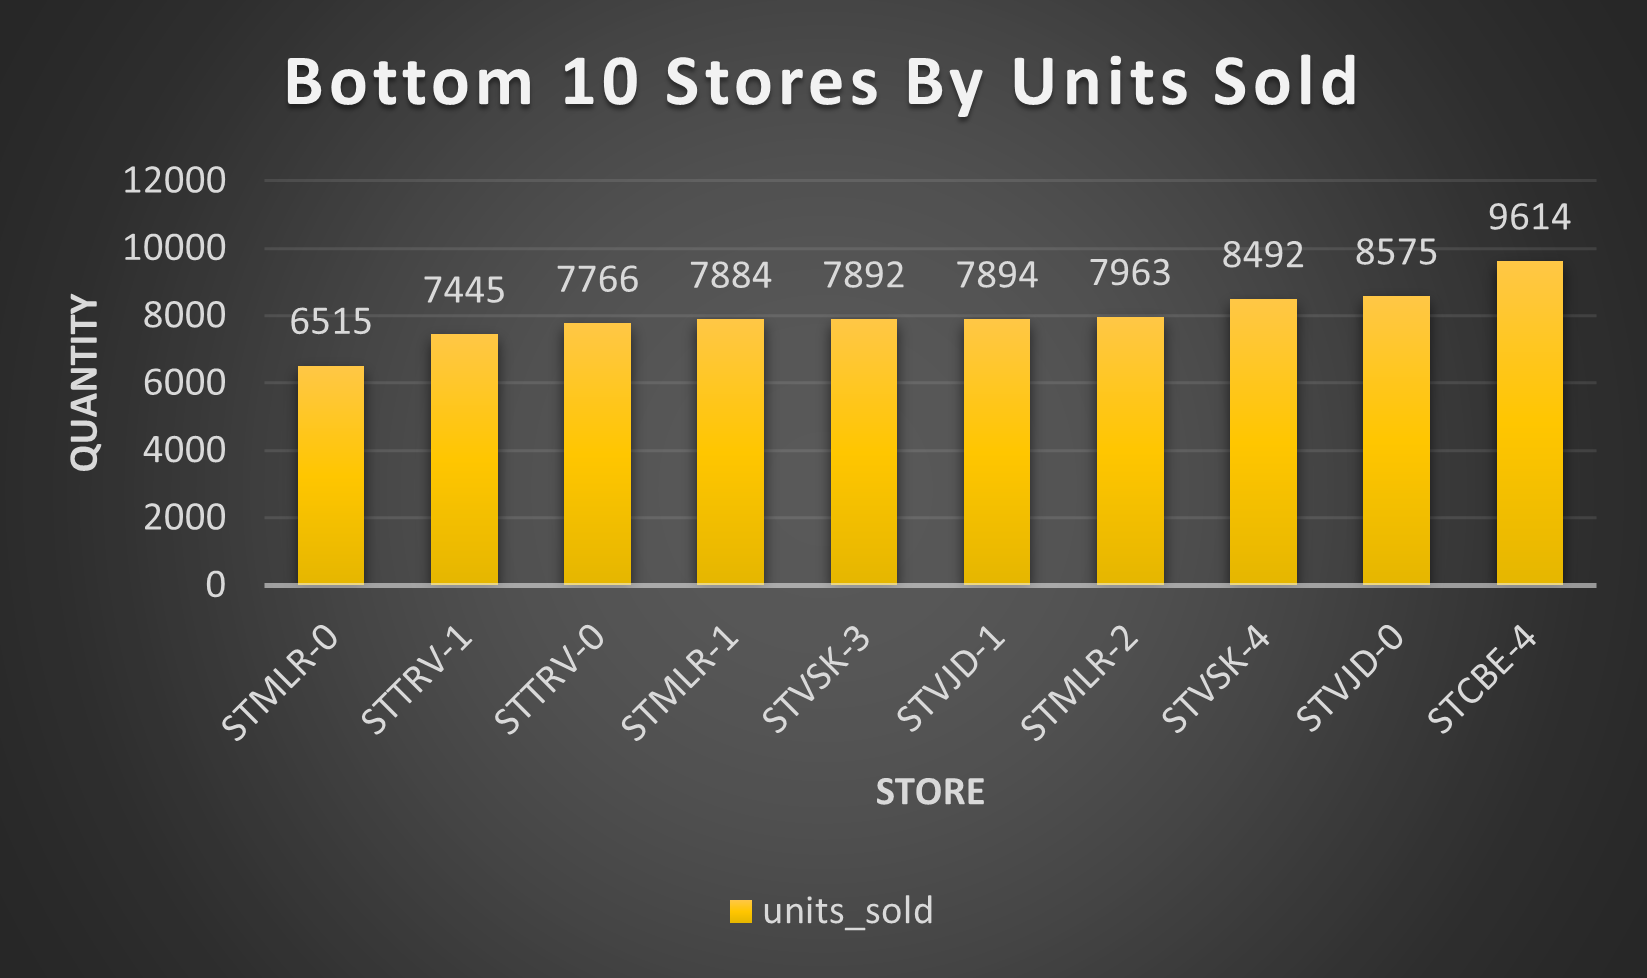 Bottom 10 Stores By Units Sold
QUANTITY
12000
10000
8000
6000
4000
2000
0
6515
7445
7766
7884
7892
7894
7963
8492
8575
9614
STMLR-0
STTRV-1
STTRV-0
STMLR-1
STVSK-3
STVJD-1
STMLR-2
STVSK-4
STVJD-0
STCBE-4
STORE
units_sold